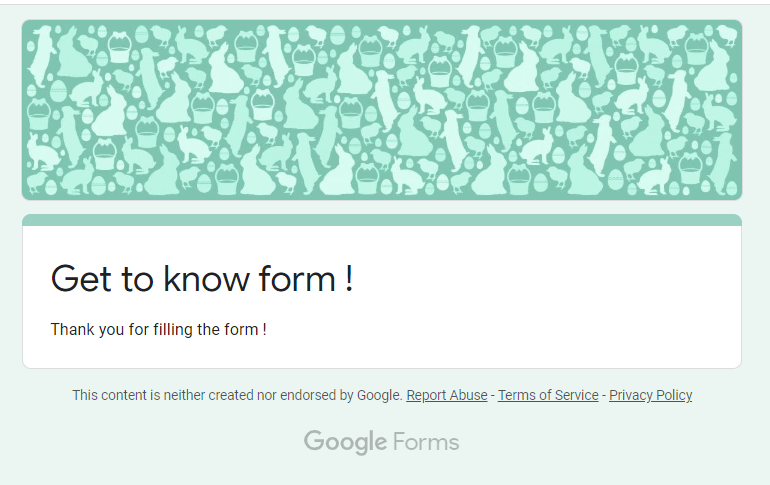 Get to know form !
Thank you for filling the form !
This content is neither created nor endorsed by Google. Report Abuse - Terms of Service - Privacy Policy
Google Forms